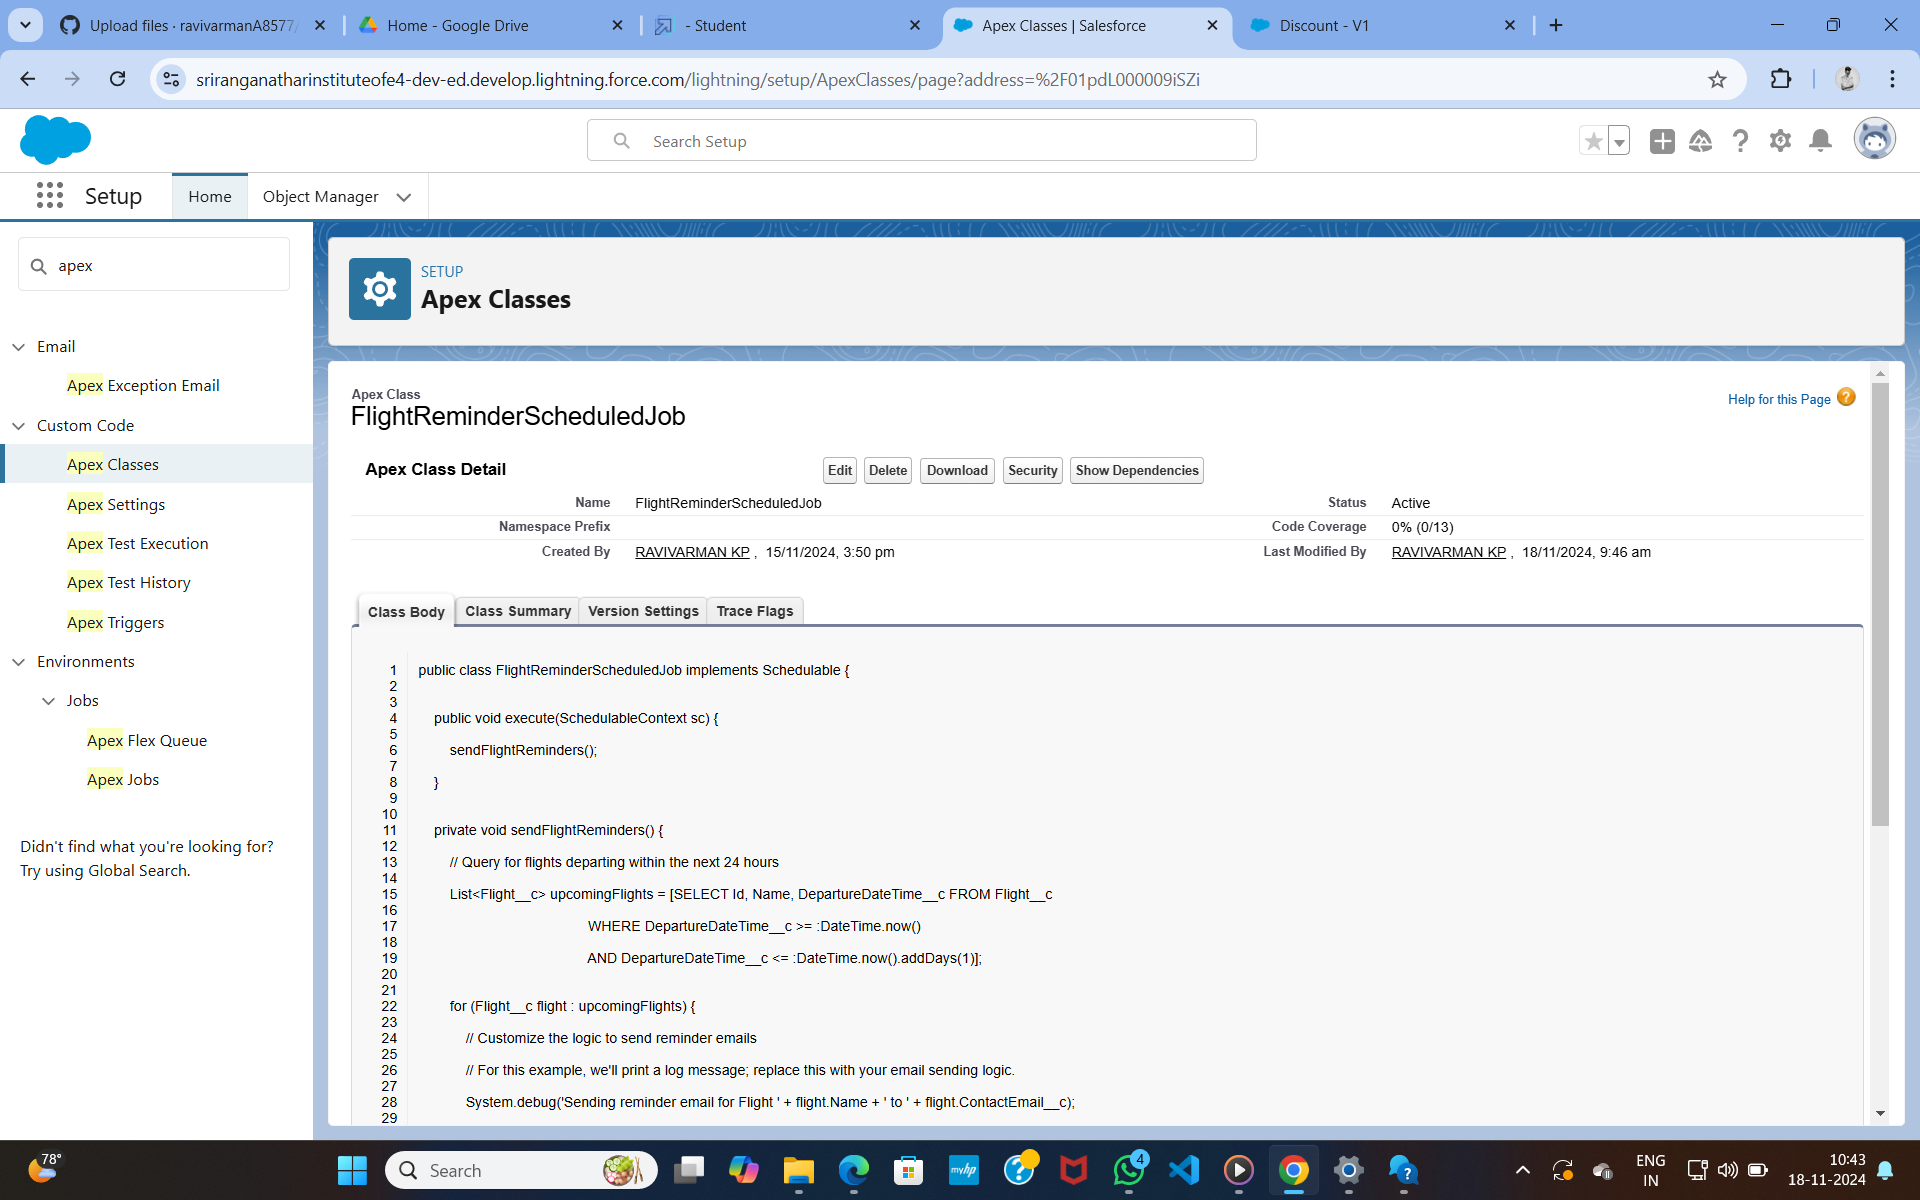 Upload files · ravivarmanA8577/
Home - Google Drive
- Student
Apex Classes | Salesforce
Discount - V1
sriranganatharinstituteofe4-dev-ed.develop.lightning.force.com/lightning/setup/ApexClasses/page?address=%2F01pdL000009iSZi
Search Setup
Setup
Home
Object Manager
apex
Email
Apex Exception Email
Custom Code
Apex Classes
Apex Settings
Apex Test Execution
Apex Test History
Apex Triggers
Environments
Jobs
Apex Flex Queue
Apex Jobs
Didn't find what you're looking for?
Try using Global Search.
SETUP
Apex Classes
Apex Class
FlightReminderScheduledJob
Help for this Page ?
Apex Class Detail
Edit Delete Download Security Show Dependencies
Name FlightReminderScheduledJob Status Active
Namespace Prefix Code Coverage 0% (0/13)
Created By RAVIVARMAN KP , 15/11/2024, 3:50 pm Last Modified By RAVIVARMAN KP , 18/11/2024, 9:46 am
Class Body Class Summary Version Settings Trace Flags
1 public class FlightReminderScheduledJob implements Schedulable {
2
3
4 public void execute(SchedulableContext sc) {
5
6 sendFlightReminders();
7
8 }
9
10
11 private void sendFlightReminders() {
12
13 // Query for flights departing within the next 24 hours
14
15 List<Flight__c> upcomingFlights = [SELECT Id, Name, DepartureDateTime__c FROM Flight__c
16
17 WHERE DepartureDateTime__c >= :DateTime.now()
18
19 AND DepartureDateTime__c <= :DateTime.now().addDays(1)];
20
21
22 for (Flight__c flight : upcomingFlights) {
23
24 // Customize the logic to send reminder emails
25
26 // For this example, we'll print a log message; replace this with your email sending logic.
27
28 System.debug('Sending reminder email for Flight ' + flight.Name + ' to ' + flight.ContactEmail__c);
29
78°
Search
myhp
4
ENG
IN
10:43
18-11-2024